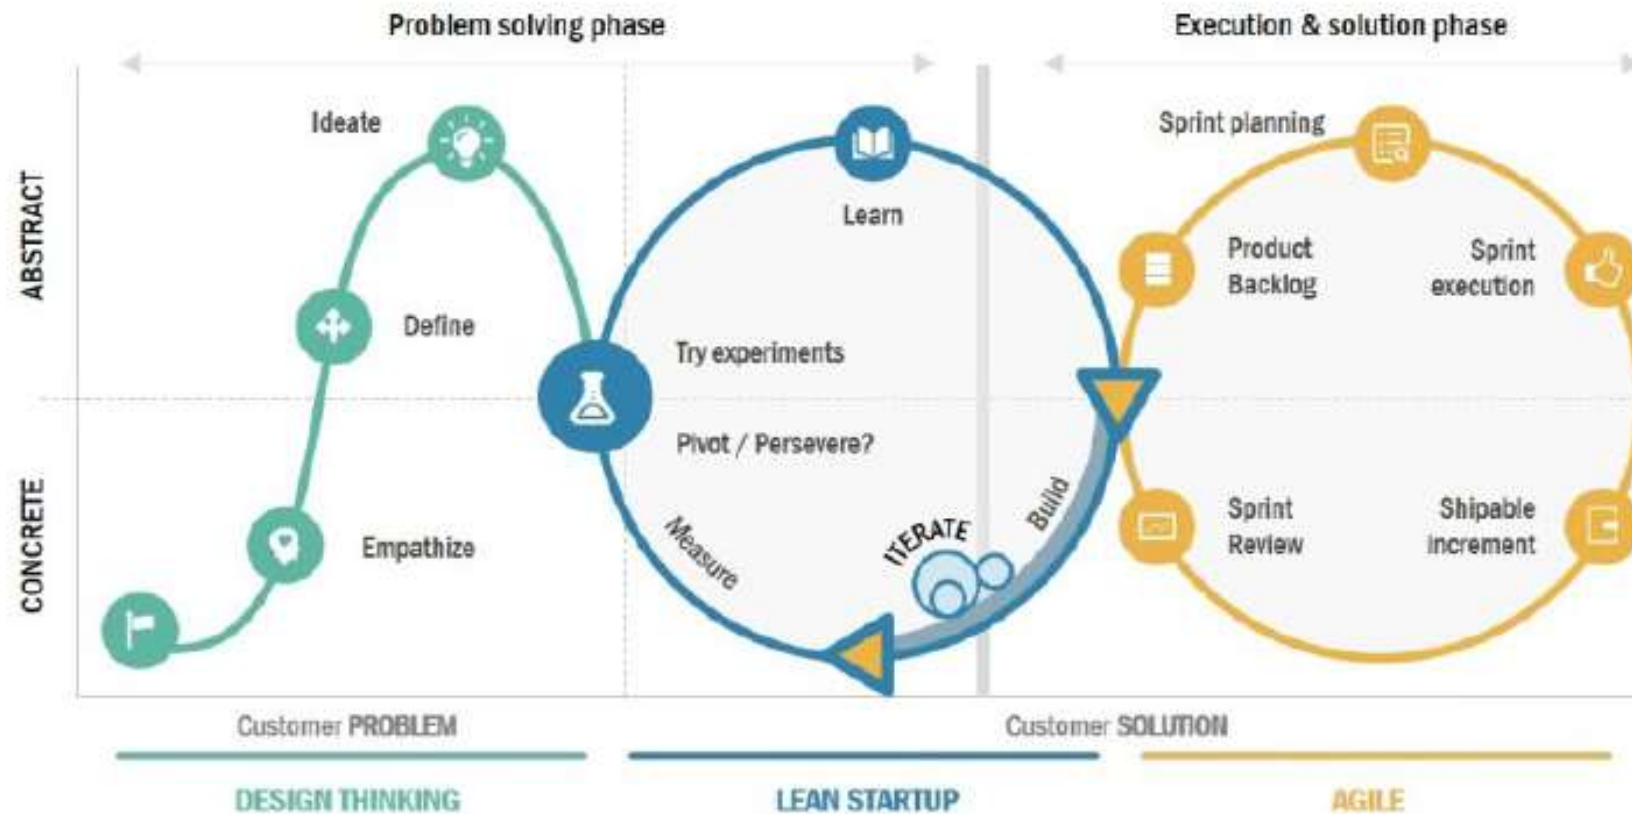 Problem solving phase
Execution & solution phase
ABSTRACT
CONCRETE
Ideate
Define
Empathize
Learn
Try experiments
Pivot / Persevere?
Measure
ITERATE
Build
Sprint planning
Product
Backlog
Sprint
execution
Sprint
Review
Shipable
increment
Customer PROBLEM
Customer SOLUTION
DESIGN THINKING
LEAN STARTUP
AGILE